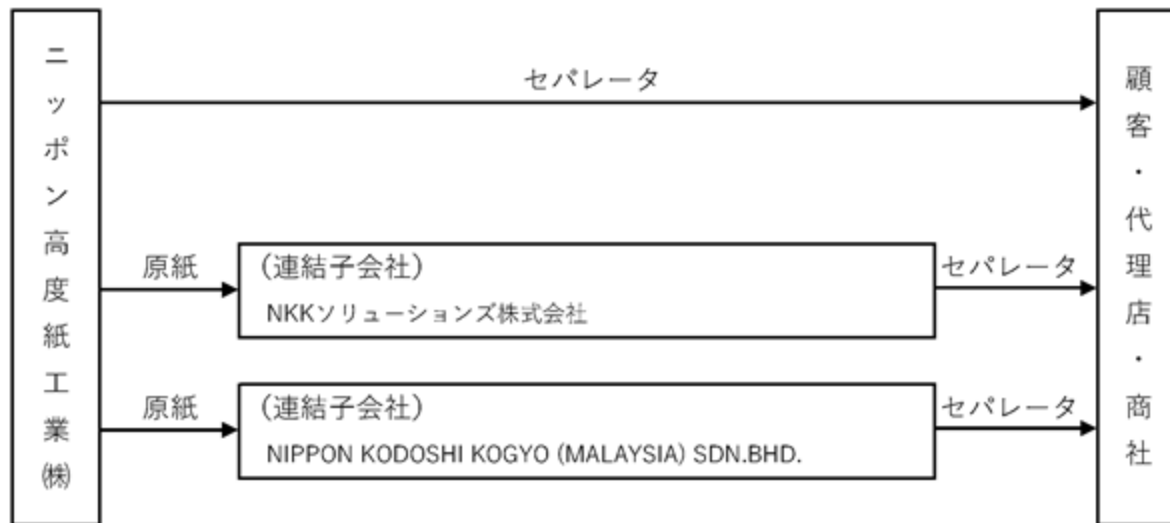 ニッポン高度紙工業㈱
セパレータ
原紙
(連結子会社)
NKKソリューションズ株式会社
セパレータ
原紙
(連結子会社)
NIPPON KODOSHI KOGYO (MALAYSIA) SDN.BHD.
セパレータ
顧客・代理店・商社